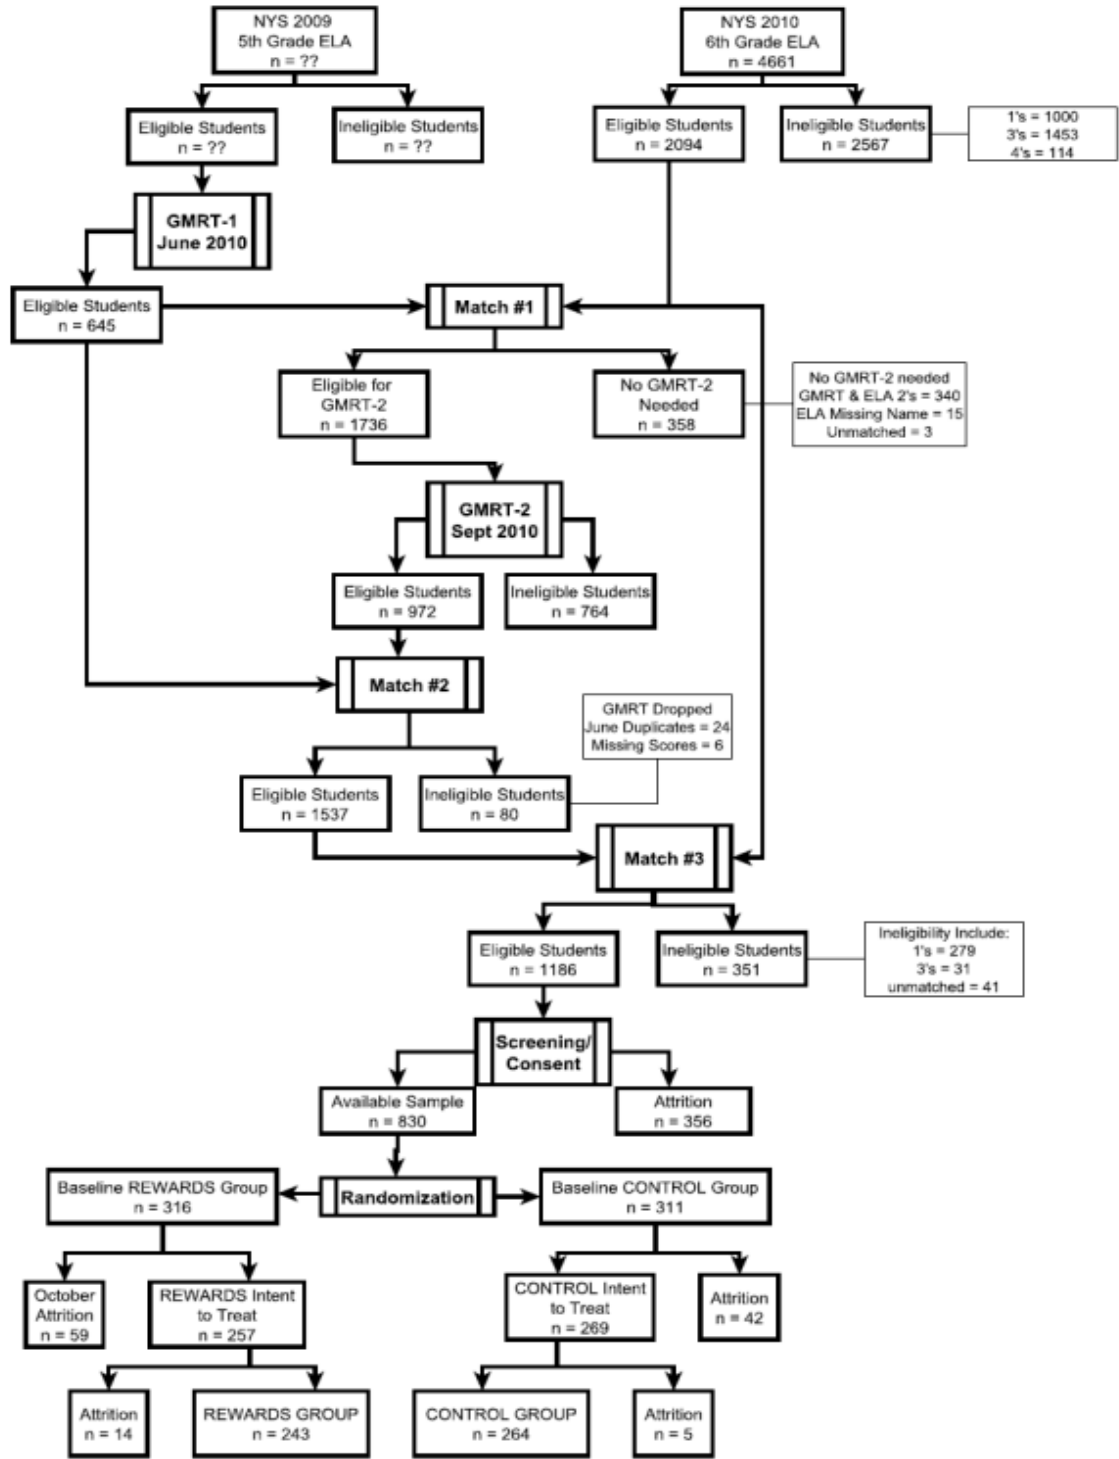 NYS 2009
5th Grade ELA
n = ??
NYS 2010
6th Grade ELA
n = 4661
Eligible Students
n = ??
Ineligible Students
n = ??
Eligible Students
n = 2094
Ineligible Students
n = 2567
1's = 1000
3's = 1453
4's = 114
GMRT-1
June 2010
Eligible Students
n = 645
Match #1
Eligible for
GMRT-2
n = 1736
No GMRT-2
Needed
n = 358
No GMRT-2 needed
GMRT & ELA 2's = 340
ELA Missing Name = 15
Unmatched = 3
GMRT-2
Sept 2010
Eligible Students
n = 972
Ineligible Students
n = 764
Match #2
GMRT Dropped
June Duplicates = 24
Missing Scores = 6
Eligible Students
n = 1537
Ineligible Students
n = 80
Match #3
Eligible Students
n = 1186
Ineligible Students
n = 351
Ineligibility Include:
1's = 279
3's = 31
unmatched = 41
Screening/
Consent
Available Sample
n = 830
Attrition
n = 356
Baseline REWARDS Group
n = 316
Randomization
Baseline CONTROL Group
n = 311
October
Attrition
n = 59
REWARDS Intent
to Treat
n = 257
CONTROL Intent
to Treat
n = 269
Attrition
n = 42
Attrition
n = 14
REWARDS GROUP
n = 243
CONTROL GROUP
n = 264
Attrition
n = 5